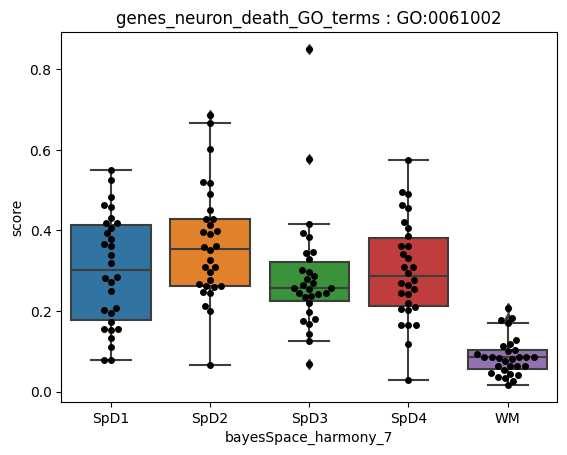 genes_neuron_death_GO_terms : GO:0061002
0.8
0.6
0.4
0.2
0.0
score
SpD1 SpD2 SpD3 SpD4 WM
bayesSpace_harmony_7